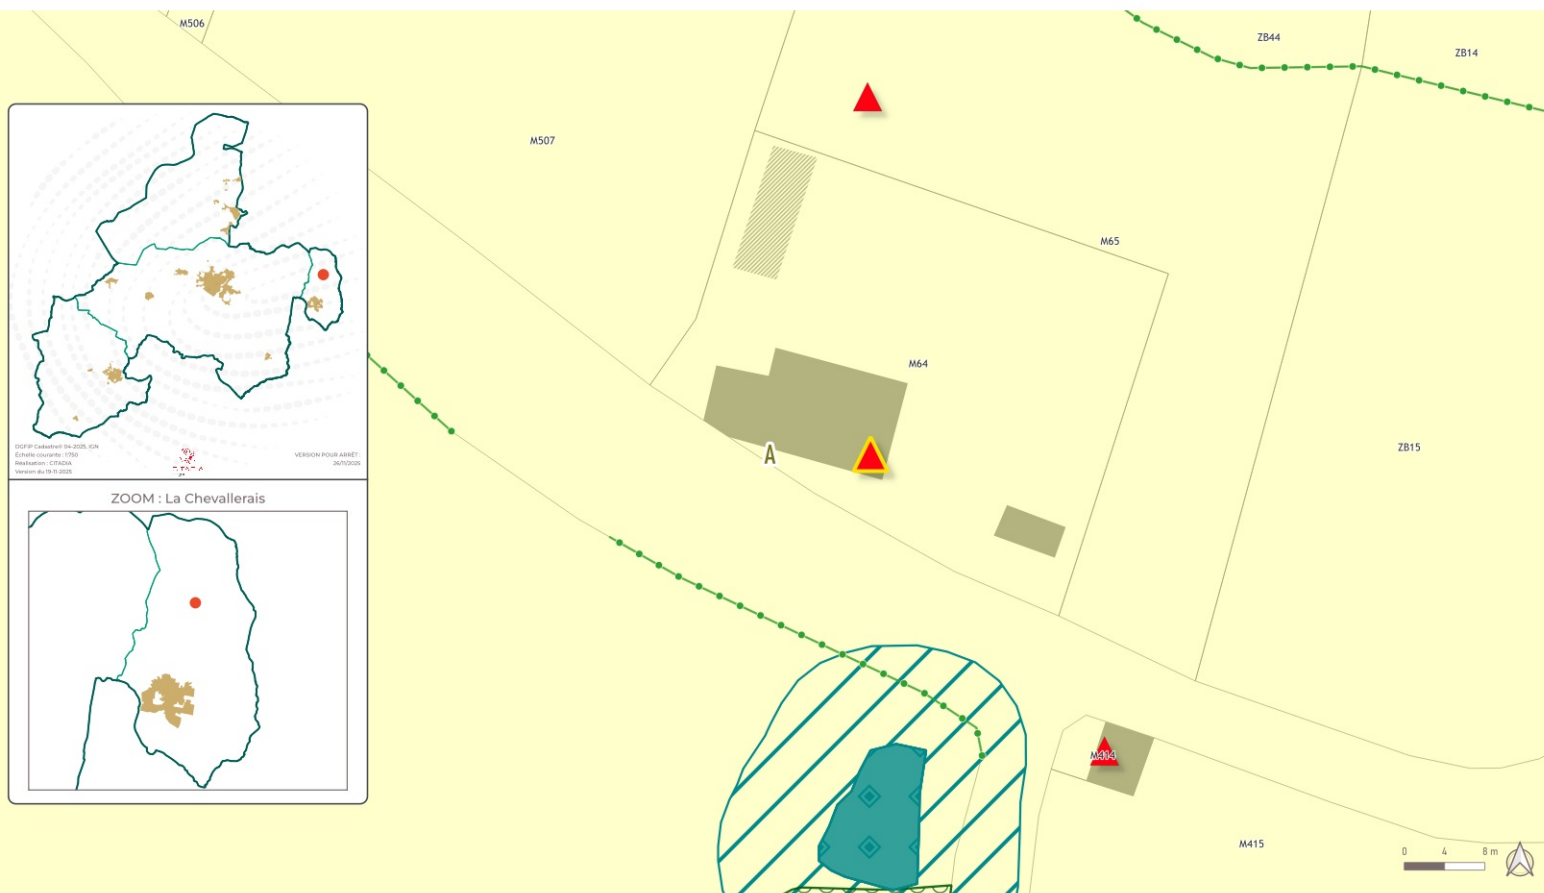 M506
ZB44
ZB14
M507
M65
M64
A
ZB15
M414
M415
0 4 8 m
DGFIP Cadastre® 04-2025, IGN
Échelle courante : 1:750
Réalisation : CITADIA
Version du 19-11-2025
VERSION POUR ARRÊT :
26/11/2025
ZOOM : La Chevallerais